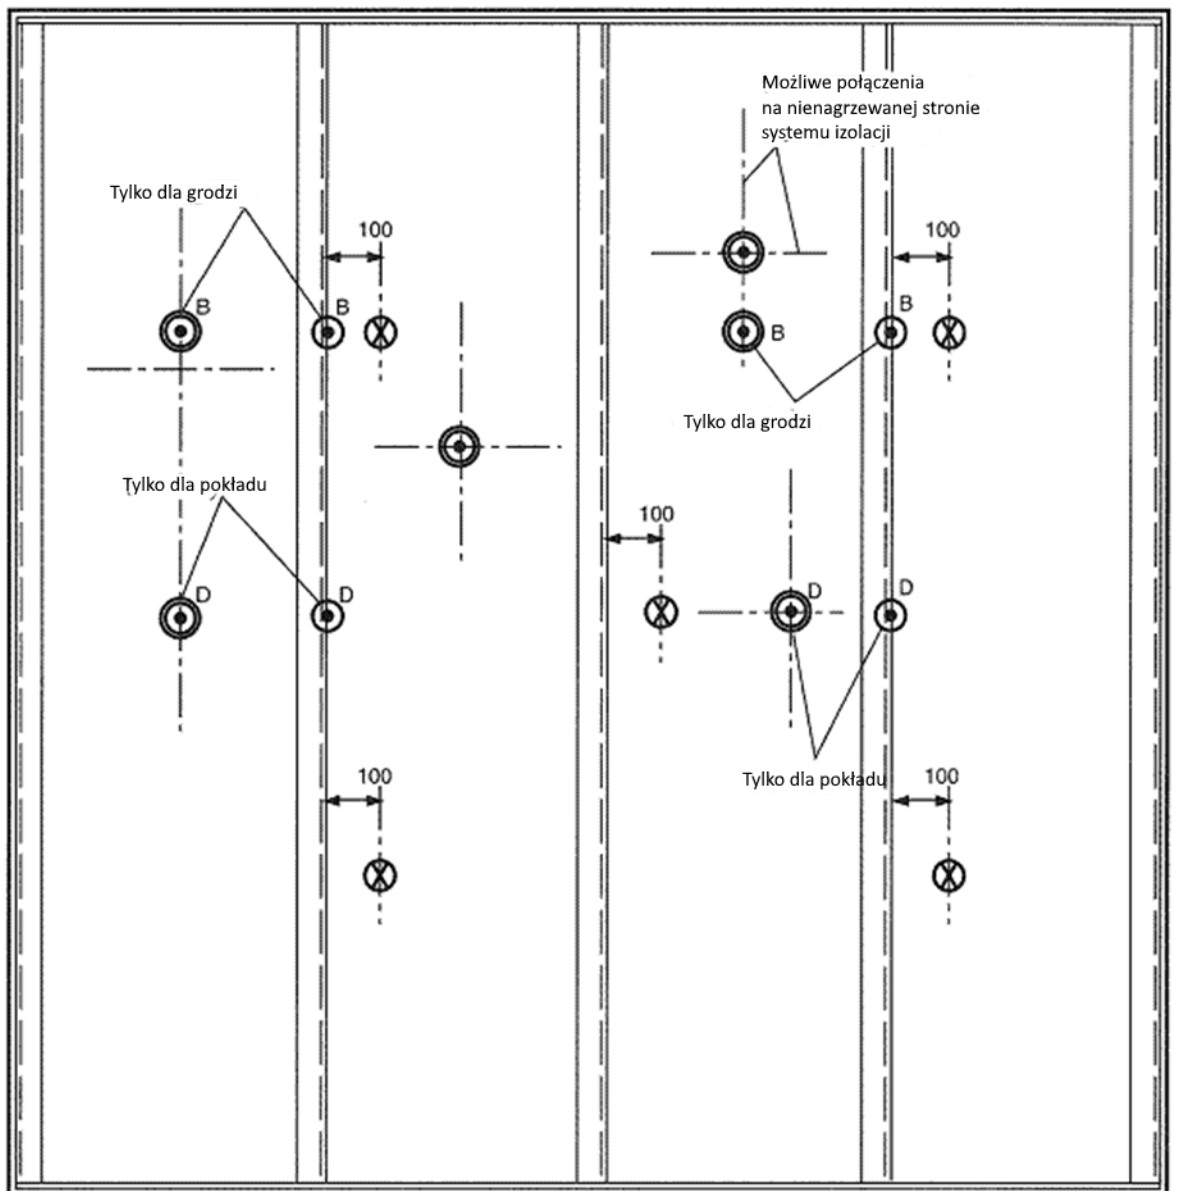 Możliwe połączenia
na nienagrzewanej stronie
systemu izolacji
Tylko dla grodzi
100
100
B
B
B
B
Tylko dla grodzi
Tylko dla pokładu
100
D
D
D
D
100
Tylko dla pokładu
100